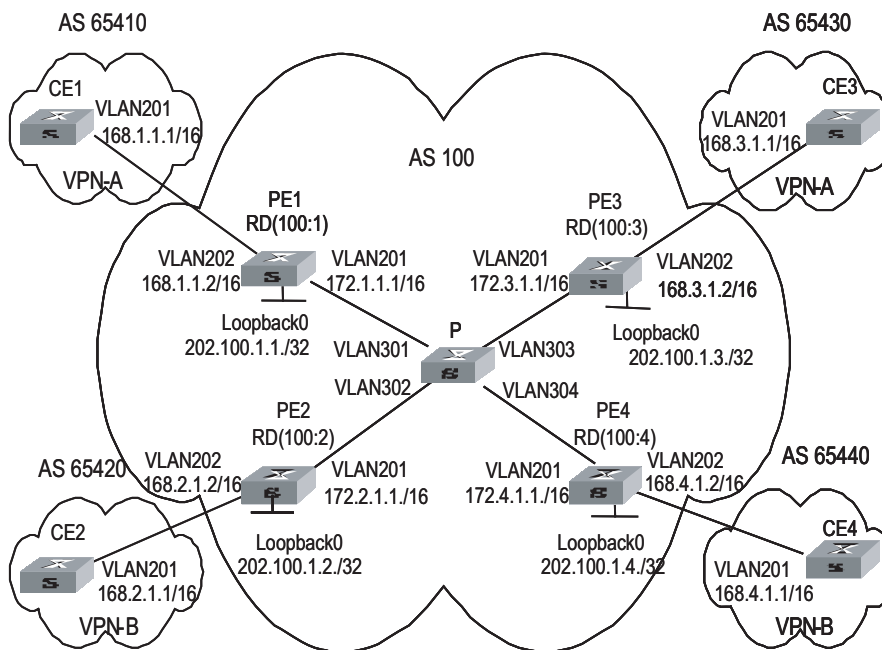 AS 65410
CE1
VLAN201
168.1.1.1/16
VPN-A
AS 65430
CE3
VLAN201
168.3.1.1/16
VPN-A
AS 100
PE1
RD(100:1)
VLAN202
168.1.1.2/16
VLAN201
172.1.1.1/16
Loopback0
202.100.1.1./32
PE3
RD(100:3)
VLAN201
172.3.1.1/16
VLAN202
168.3.1.2/16
Loopback0
202.100.1.3./32
P
VLAN301
VLAN303
VLAN302
VLAN304
PE2
RD(100:2)
VLAN202
168.2.1.2/16
VLAN201
172.2.1.1./16
Loopback0
202.100.1.2./32
PE4
RD(100:4)
VLAN201
172.4.1.1./16
VLAN202
168.4.1.2/16
Loopback0
202.100.1.4./32
AS 65420
CE2
VLAN201
168.2.1.1/16
VPN-B
AS 65440
CE4
VLAN201
168.4.1.1/16
VPN-B